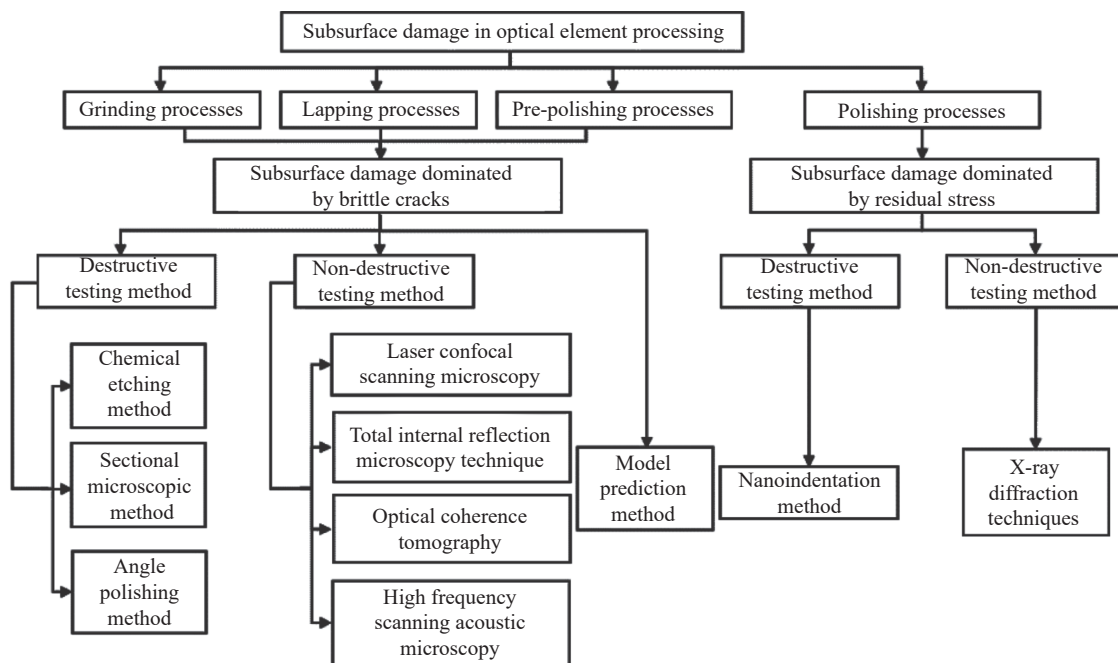 Subsurface damage in optical element processing
Grinding processes
Lapping processes
Pre-polishing processes
Polishing processes
Subsurface damage dominated
by brittle cracks
Subsurface damage dominated
by residual stress
Destructive
testing method
Non-destructive
testing method
Destructive
testing method
Non-destructive
testing method
Chemical
etching
method
Sectional
microscopic
method
Angle
polishing
method
Laser confocal
scanning microscopy
Total internal reflection
microscopy technique
Optical coherence
tomography
High frequency
scanning acoustic
microscopy
Model
prediction
method
Nanoindentation
method
X-ray
diffraction
techniques